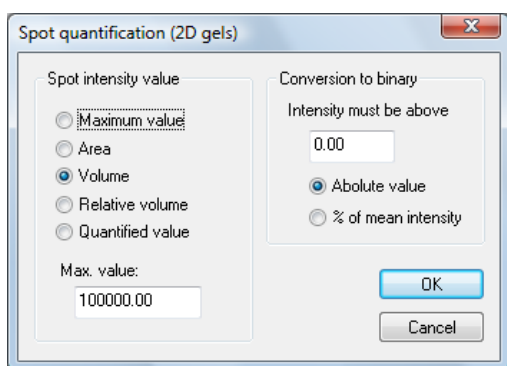 Spot quantification (2D gels)
Spot intensity value
Maximum value
Area
Volume
Relative volume
Quantified value
Max. value:
100000.00
Conversion to binary
Intensity must be above
0.00
Abolute value
% of mean intensity
OK
Cancel